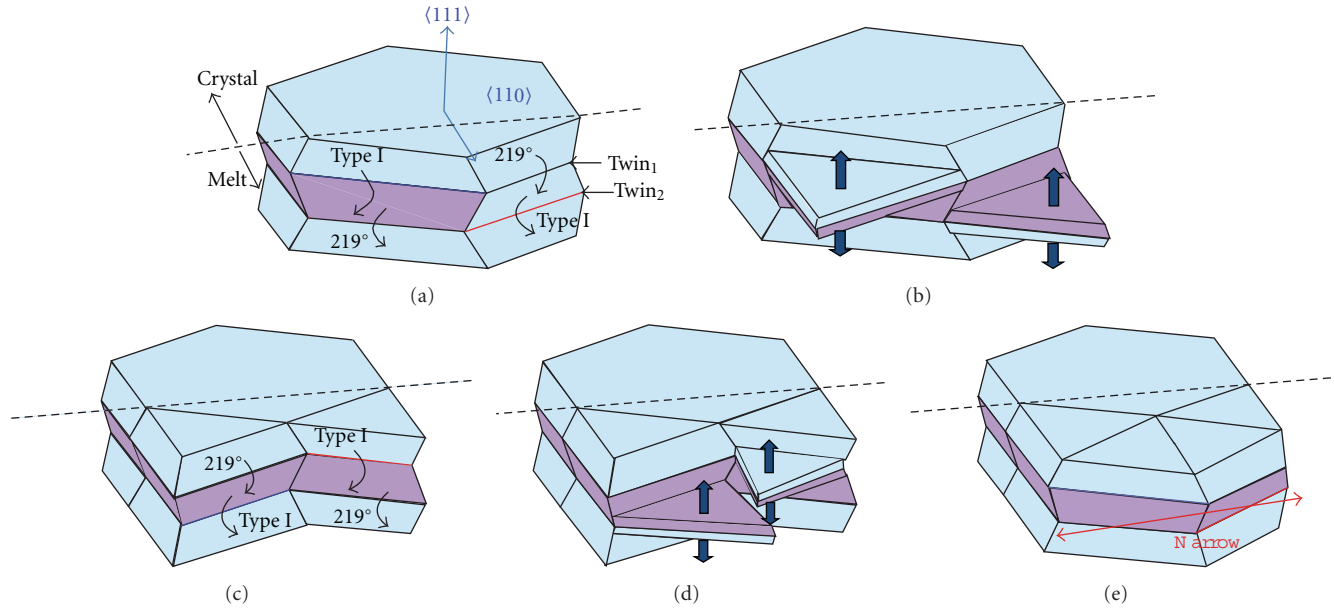 ⟨111⟩
Crystal
⟨110⟩
Type I
219°
Twin₁
Melt
Twin₂
Type I
219°
(a)
(b)
Type I
219°
Type I
219°
N arrow
(c)
(d)
(e)